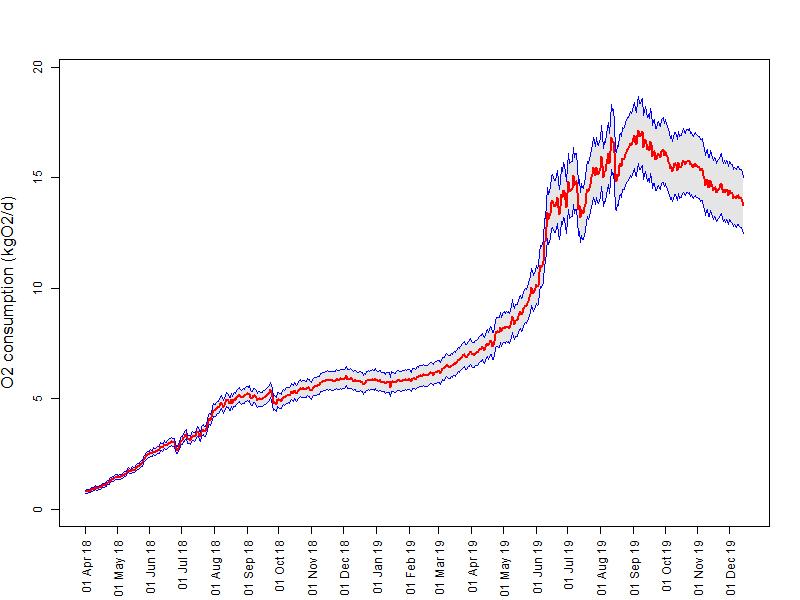 O2 consumption (kgO2/d)
20
15
10
5
0
01 Apr 18
01 May 18
01 Jun 18
01 Jul 18
01 Aug 18
01 Sep 18
01 Oct 18
01 Nov 18
01 Dec 18
01 Jan 19
01 Feb 19
01 Mar 19
01 Apr 19
01 May 19
01 Jun 19
01 Jul 19
01 Aug 19
01 Sep 19
01 Oct 19
01 Nov 19
01 Dec 19